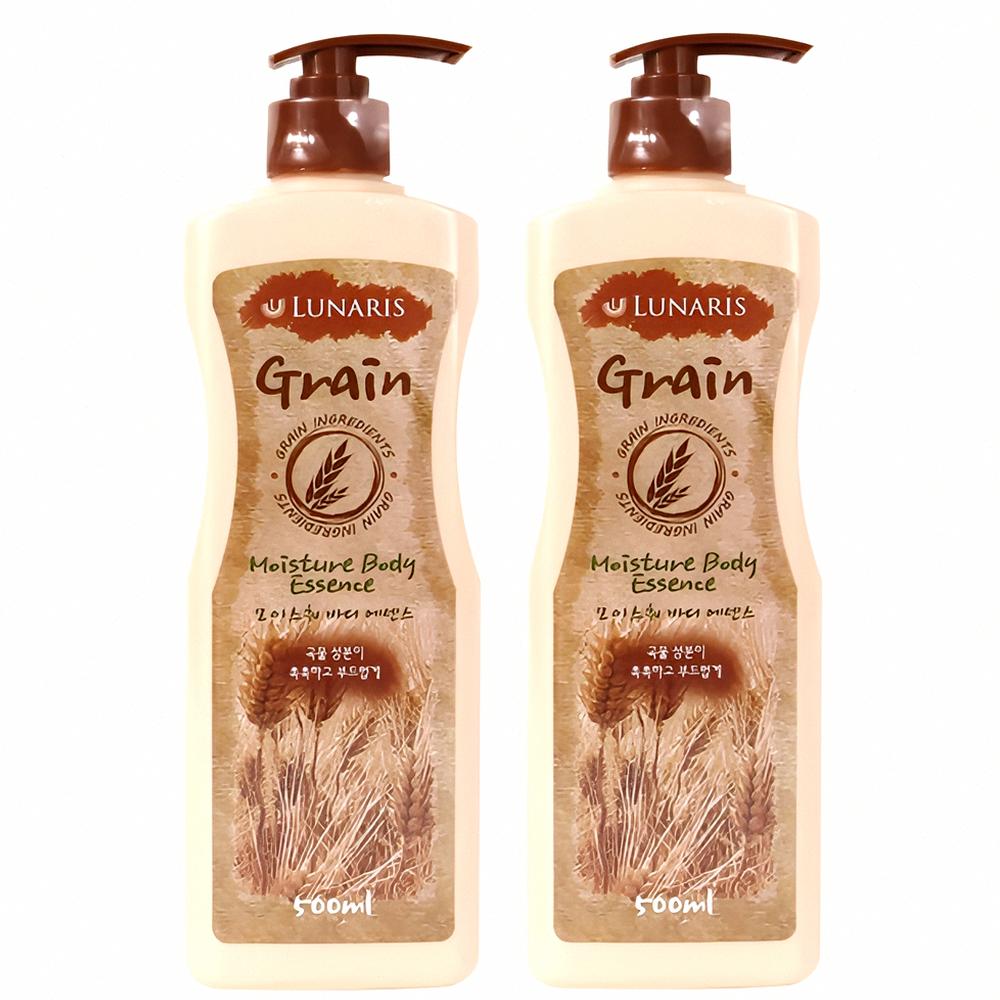 LUNARIS
Grain
GRAIN INGREDIENTS
GRAIN INGREDIENTS
Moisture Body
Essence
모이스춰 바디 에센스
곡물 성분이
촉촉하고 부드럽게
500ml
LUNARIS
Grain
GRAIN INGREDIENTS
GRAIN INGREDIENTS
Moisture Body
Essence
모이스춰 바디 에센스
곡물 성분이
촉촉하고 부드럽게
500ml